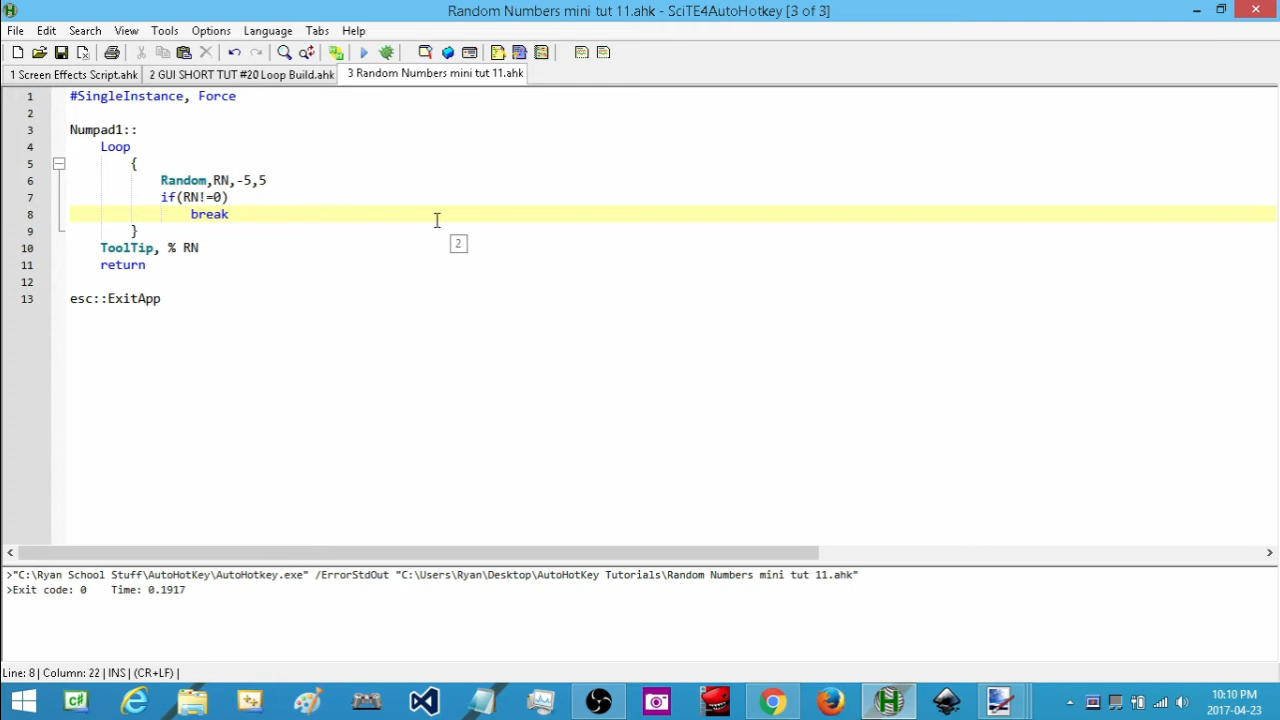 Random Numbers mini tut 11.ahk - SciTE4AutoHotkey [3 of 3]
File Edit Search View Tools Options Language Tabs Help
1 Screen Effects Script.ahk 2 GUI SHORT TUT #20 Loop Build.ahk 3 Random Numbers mini tut 11.ahk
1 #SingleInstance, Force
2
3 Numpad1::
4 Loop
5 {
6 Random,RN,-5,5
7 if(RN!=0)
8 break
9 }
10 ToolTip, % RN
11 return
12
13 esc::ExitApp
2
>"C:\Ryan School Stuff\AutoHotKey\AutoHotkey.exe" /ErrorStdOut "C:\Users\Ryan\Desktop\AutoHotKey Tutorials\Random Numbers mini tut 11.ahk"
>Exit code: 0 Time: 0.1917
Line: 8 | Column: 22 | INS | (CR+LF) |
C#
10:10 PM
2017-04-23